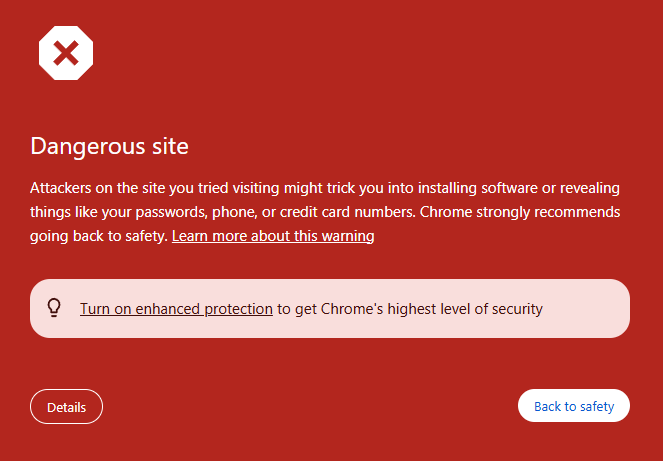 Dangerous site
Attackers on the site you tried visiting might trick you into installing software or revealing
things like your passwords, phone, or credit card numbers. Chrome strongly recommends
going back to safety. Learn more about this warning
Turn on enhanced protection to get Chrome's highest level of security
Details
Back to safety